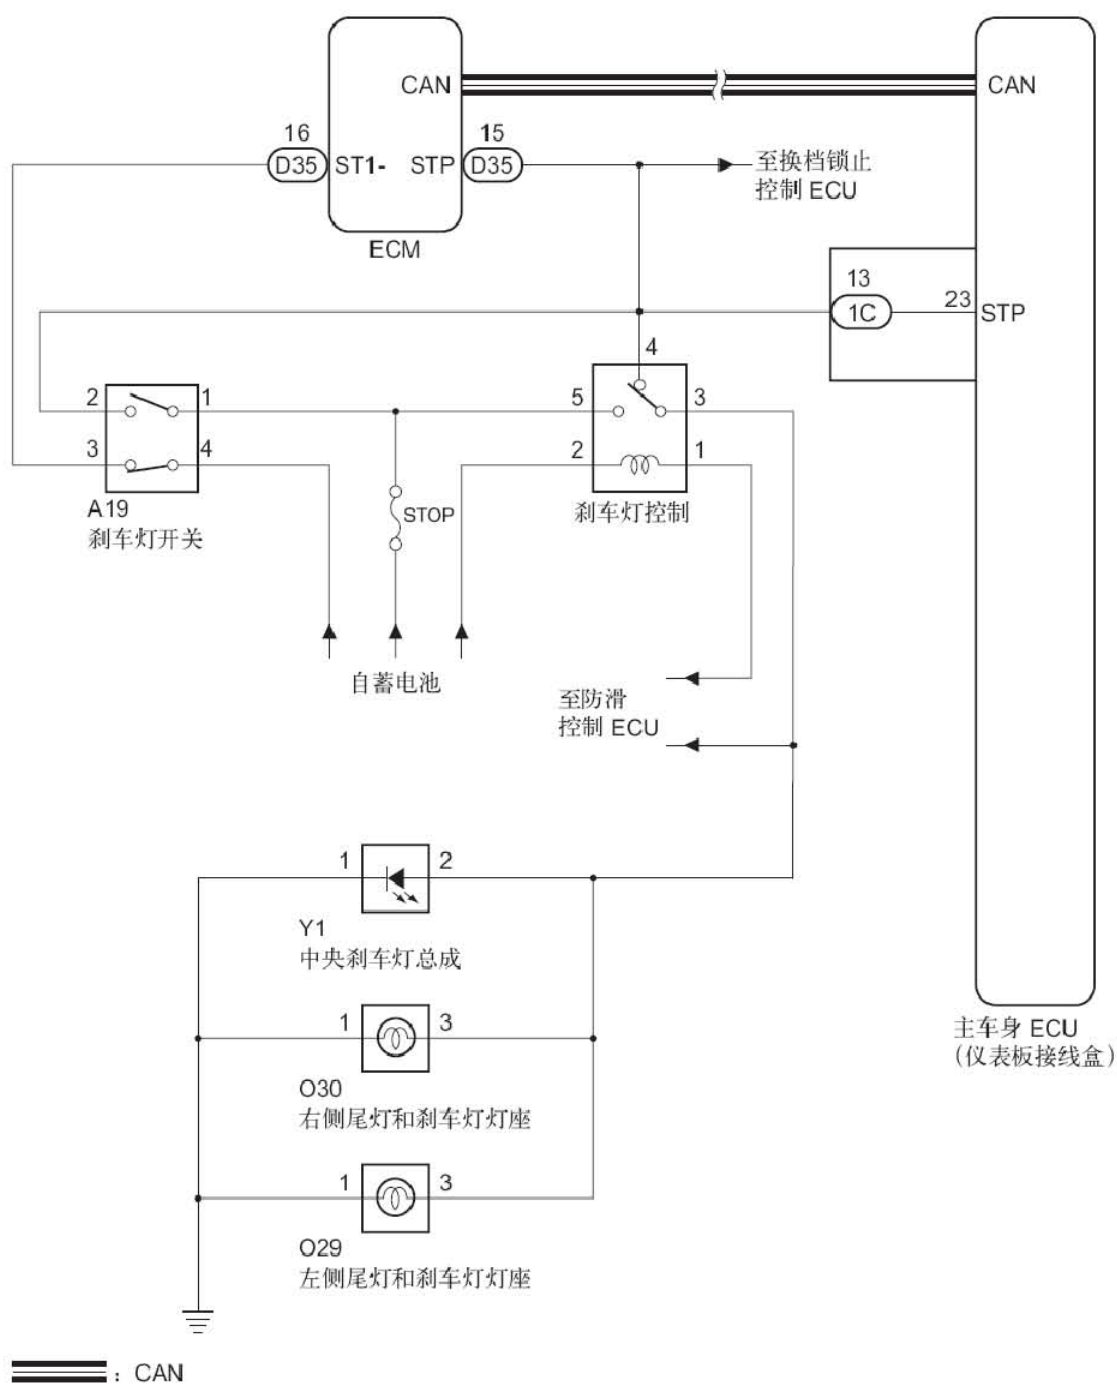 CAN
CAN
16
15
D35
ST1-
STP
D35
至换档锁止
控制 ECU
ECM
13
1C
23
STP
4
2
1
5
3
3
4
2
1
A19
刹车灯开关
STOP
刹车灯控制
自蓄电池
至防滑
控制 ECU
1
2
Y1
中央刹车灯总成
1
3
主车身 ECU
(仪表板接线盒)
O30
右侧尾灯和刹车灯灯座
1
3
O29
左侧尾灯和刹车灯灯座
: CAN